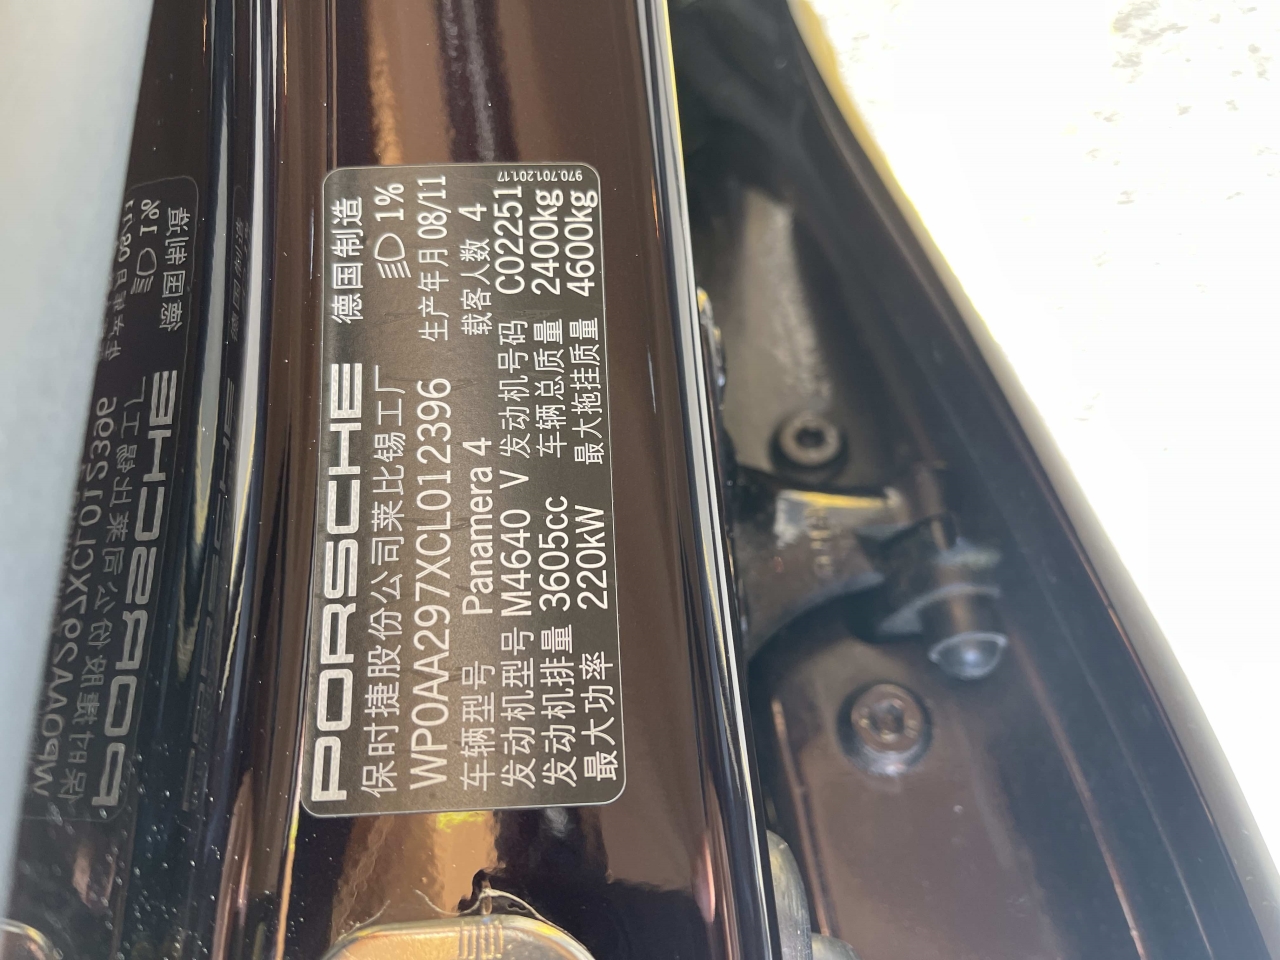 PORSCHE 德国制造
保时捷股份公司莱比锡工厂 1%
WP0AA297XCL012396 生产年月 08/11
车辆型号 Panamera 4 载客人数 4
发动机型号 M4640 V 发动机号码 C02251
发动机排量 3605cc 车辆总质量 2400kg
最大功率 220kW 最大拖挂质量 4600kg
970.701.201.17